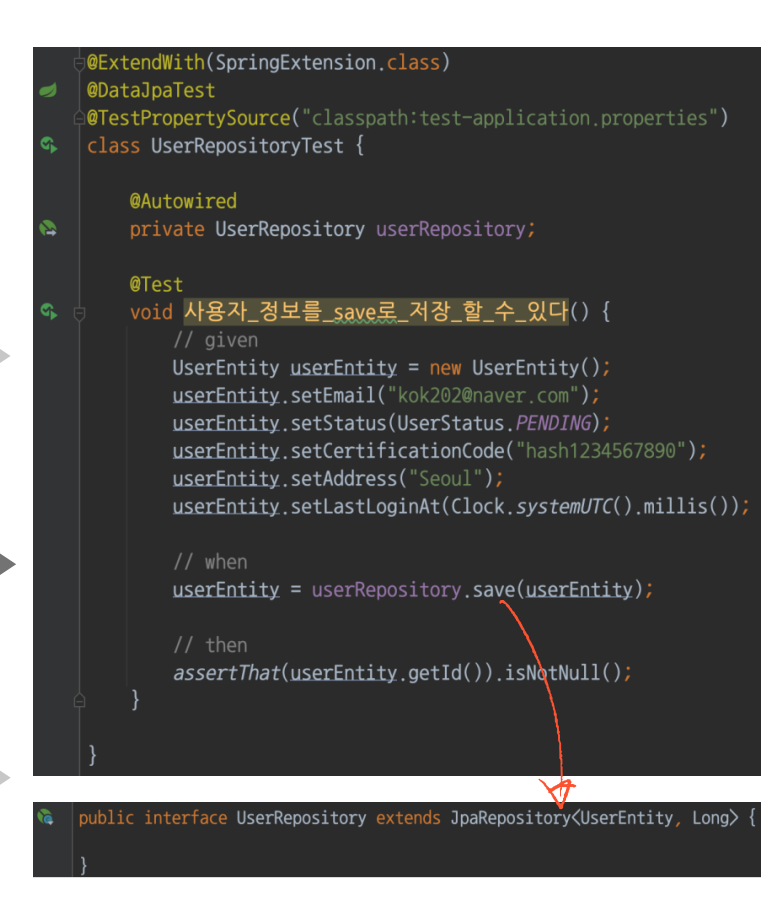 @ExtendWith(SpringExtension.class)
@DataJpaTest
@TestPropertySource("classpath:test-application.properties")
class UserRepositoryTest {
@Autowired
private UserRepository userRepository;
@Test
void 사용자_정보를_save로_저장_할_수_있다() {
// given
UserEntity userEntity = new UserEntity();
userEntity.setEmail("kok202@naver.com");
userEntity.setStatus(UserStatus.PENDING);
userEntity.setCertificationCode("hash1234567890");
userEntity.setAddress("Seoul");
userEntity.setLastLoginAt(Clock.systemUTC().millis());
// when
userEntity = userRepository.save(userEntity);
// then
assertThat(userEntity.getId()).isNotNull();
}
}
public interface UserRepository extends JpaRepository<UserEntity, Long> {
}